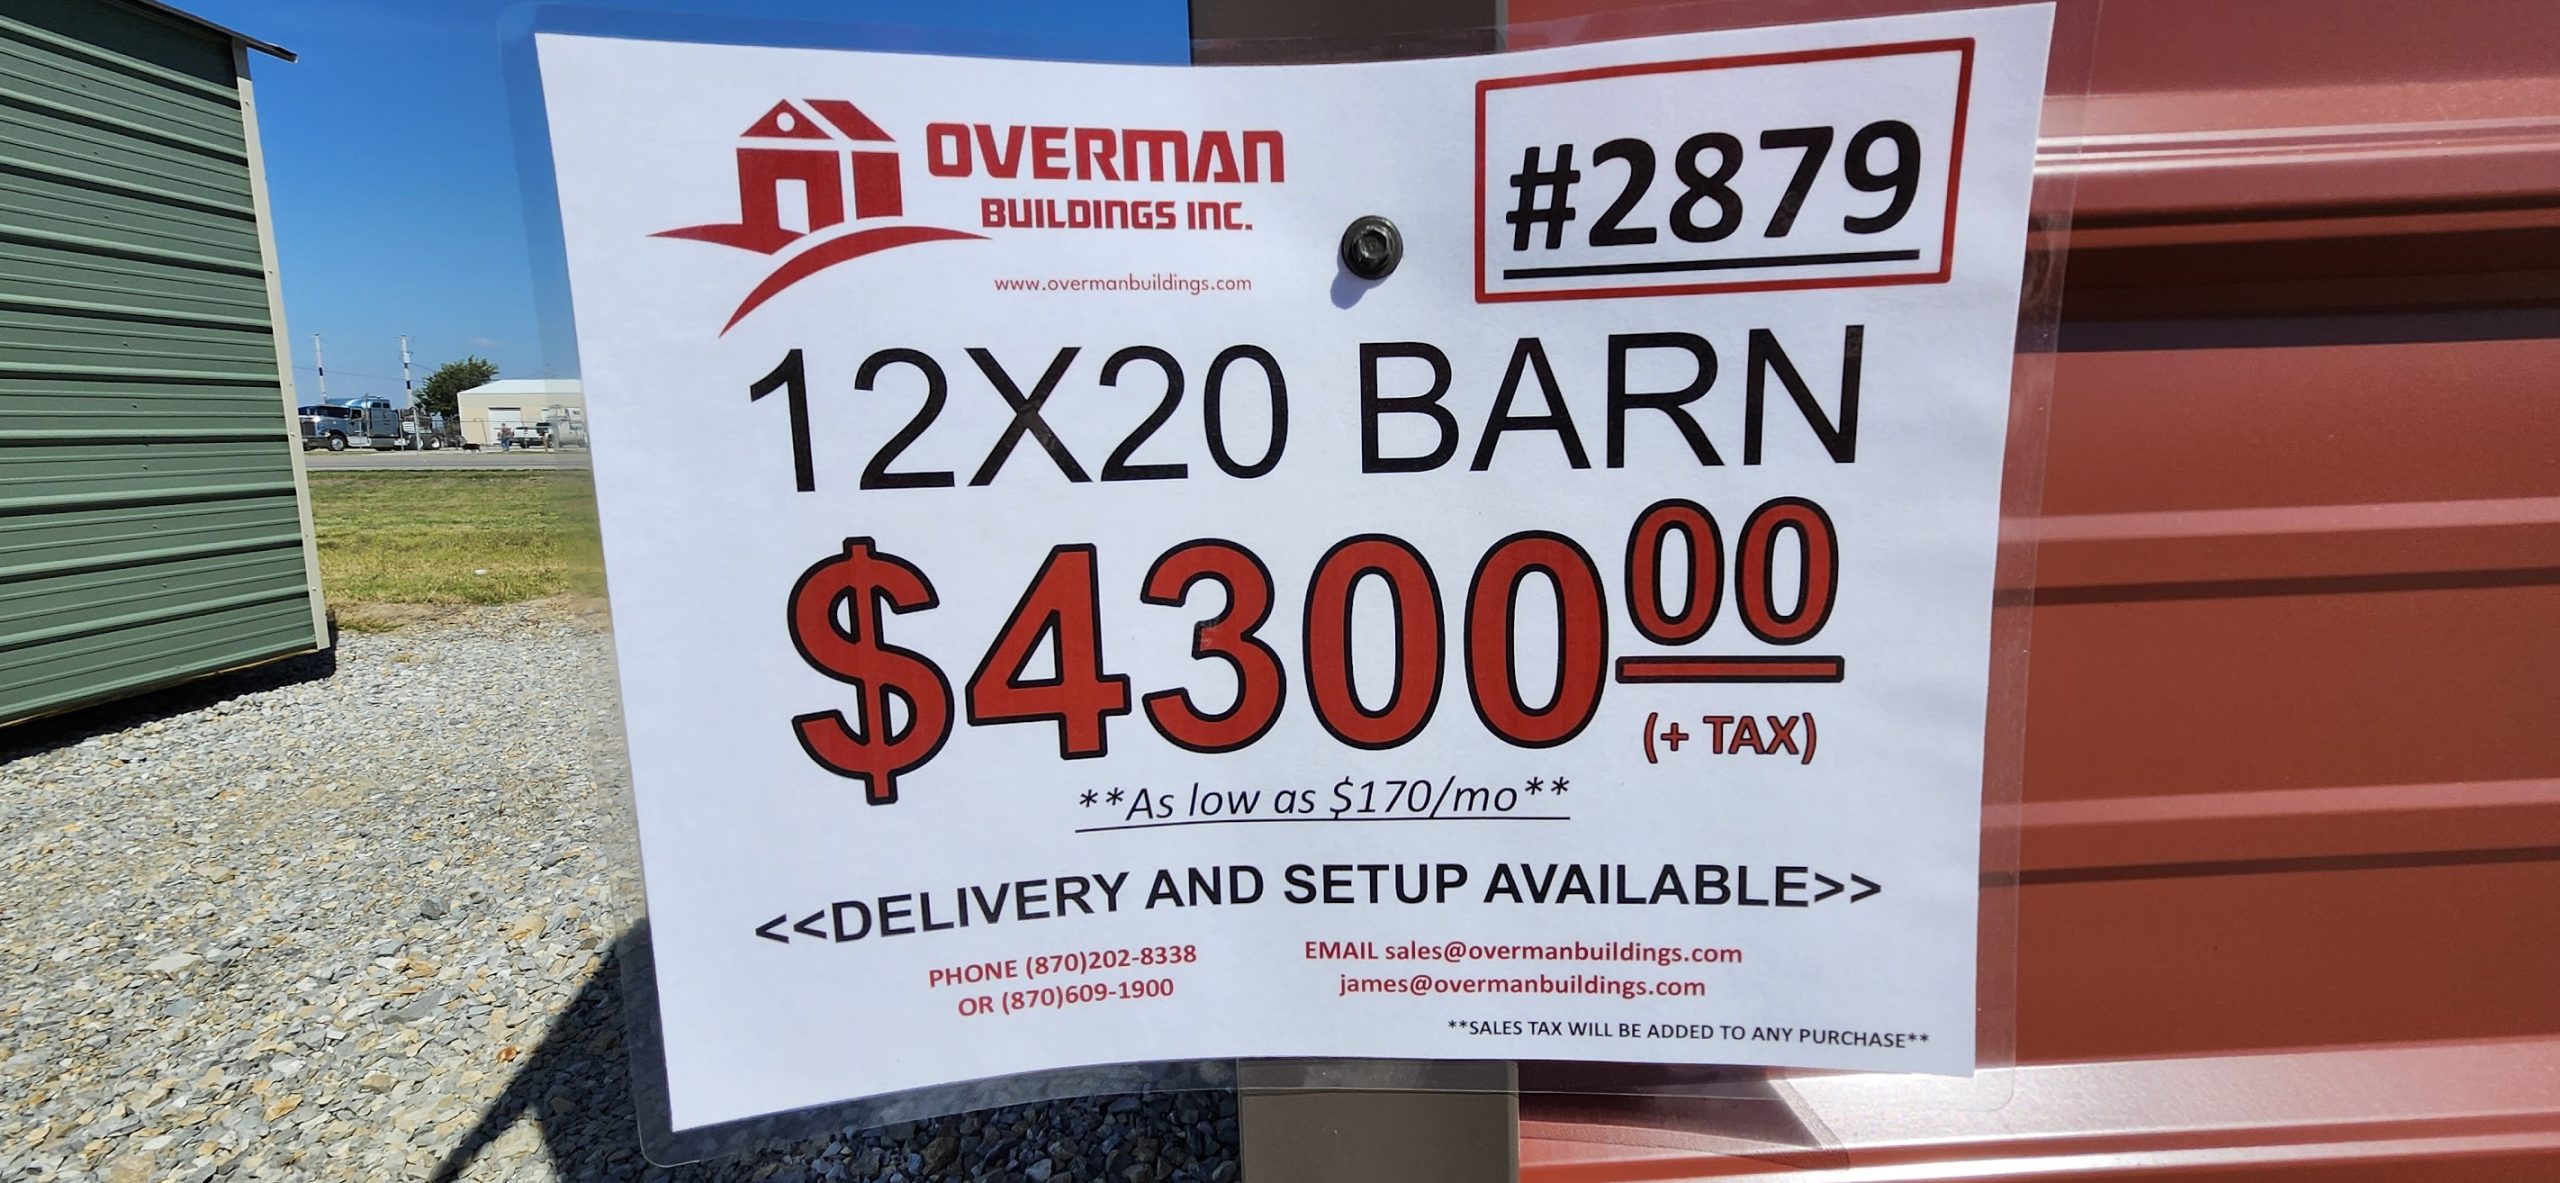 OVERMAN
BUILDINGS INC.
www.overmanbuildings.com
#2879
12X20 BARN
$430000
(+ TAX)
**As low as $170/mo**
<<DELIVERY AND SETUP AVAILABLE>>
PHONE (870)202-8338
OR (870)609-1900
EMAIL sales@overmanbuildings.com
james@overmanbuildings.com
**SALES TAX WILL BE ADDED TO ANY PURCHASE**